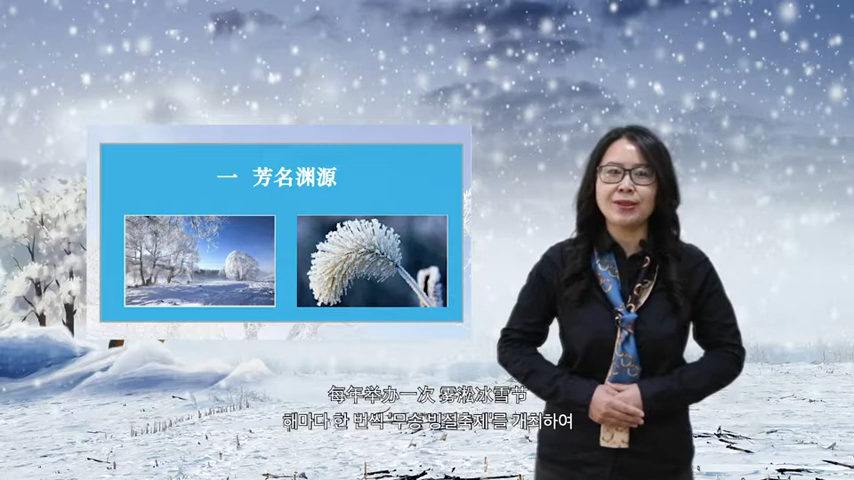 一 芳名渊源
每年举办一次 雾凇冰雪节
해마다 한 번씩 '무송 빙설축제'를 개최하여